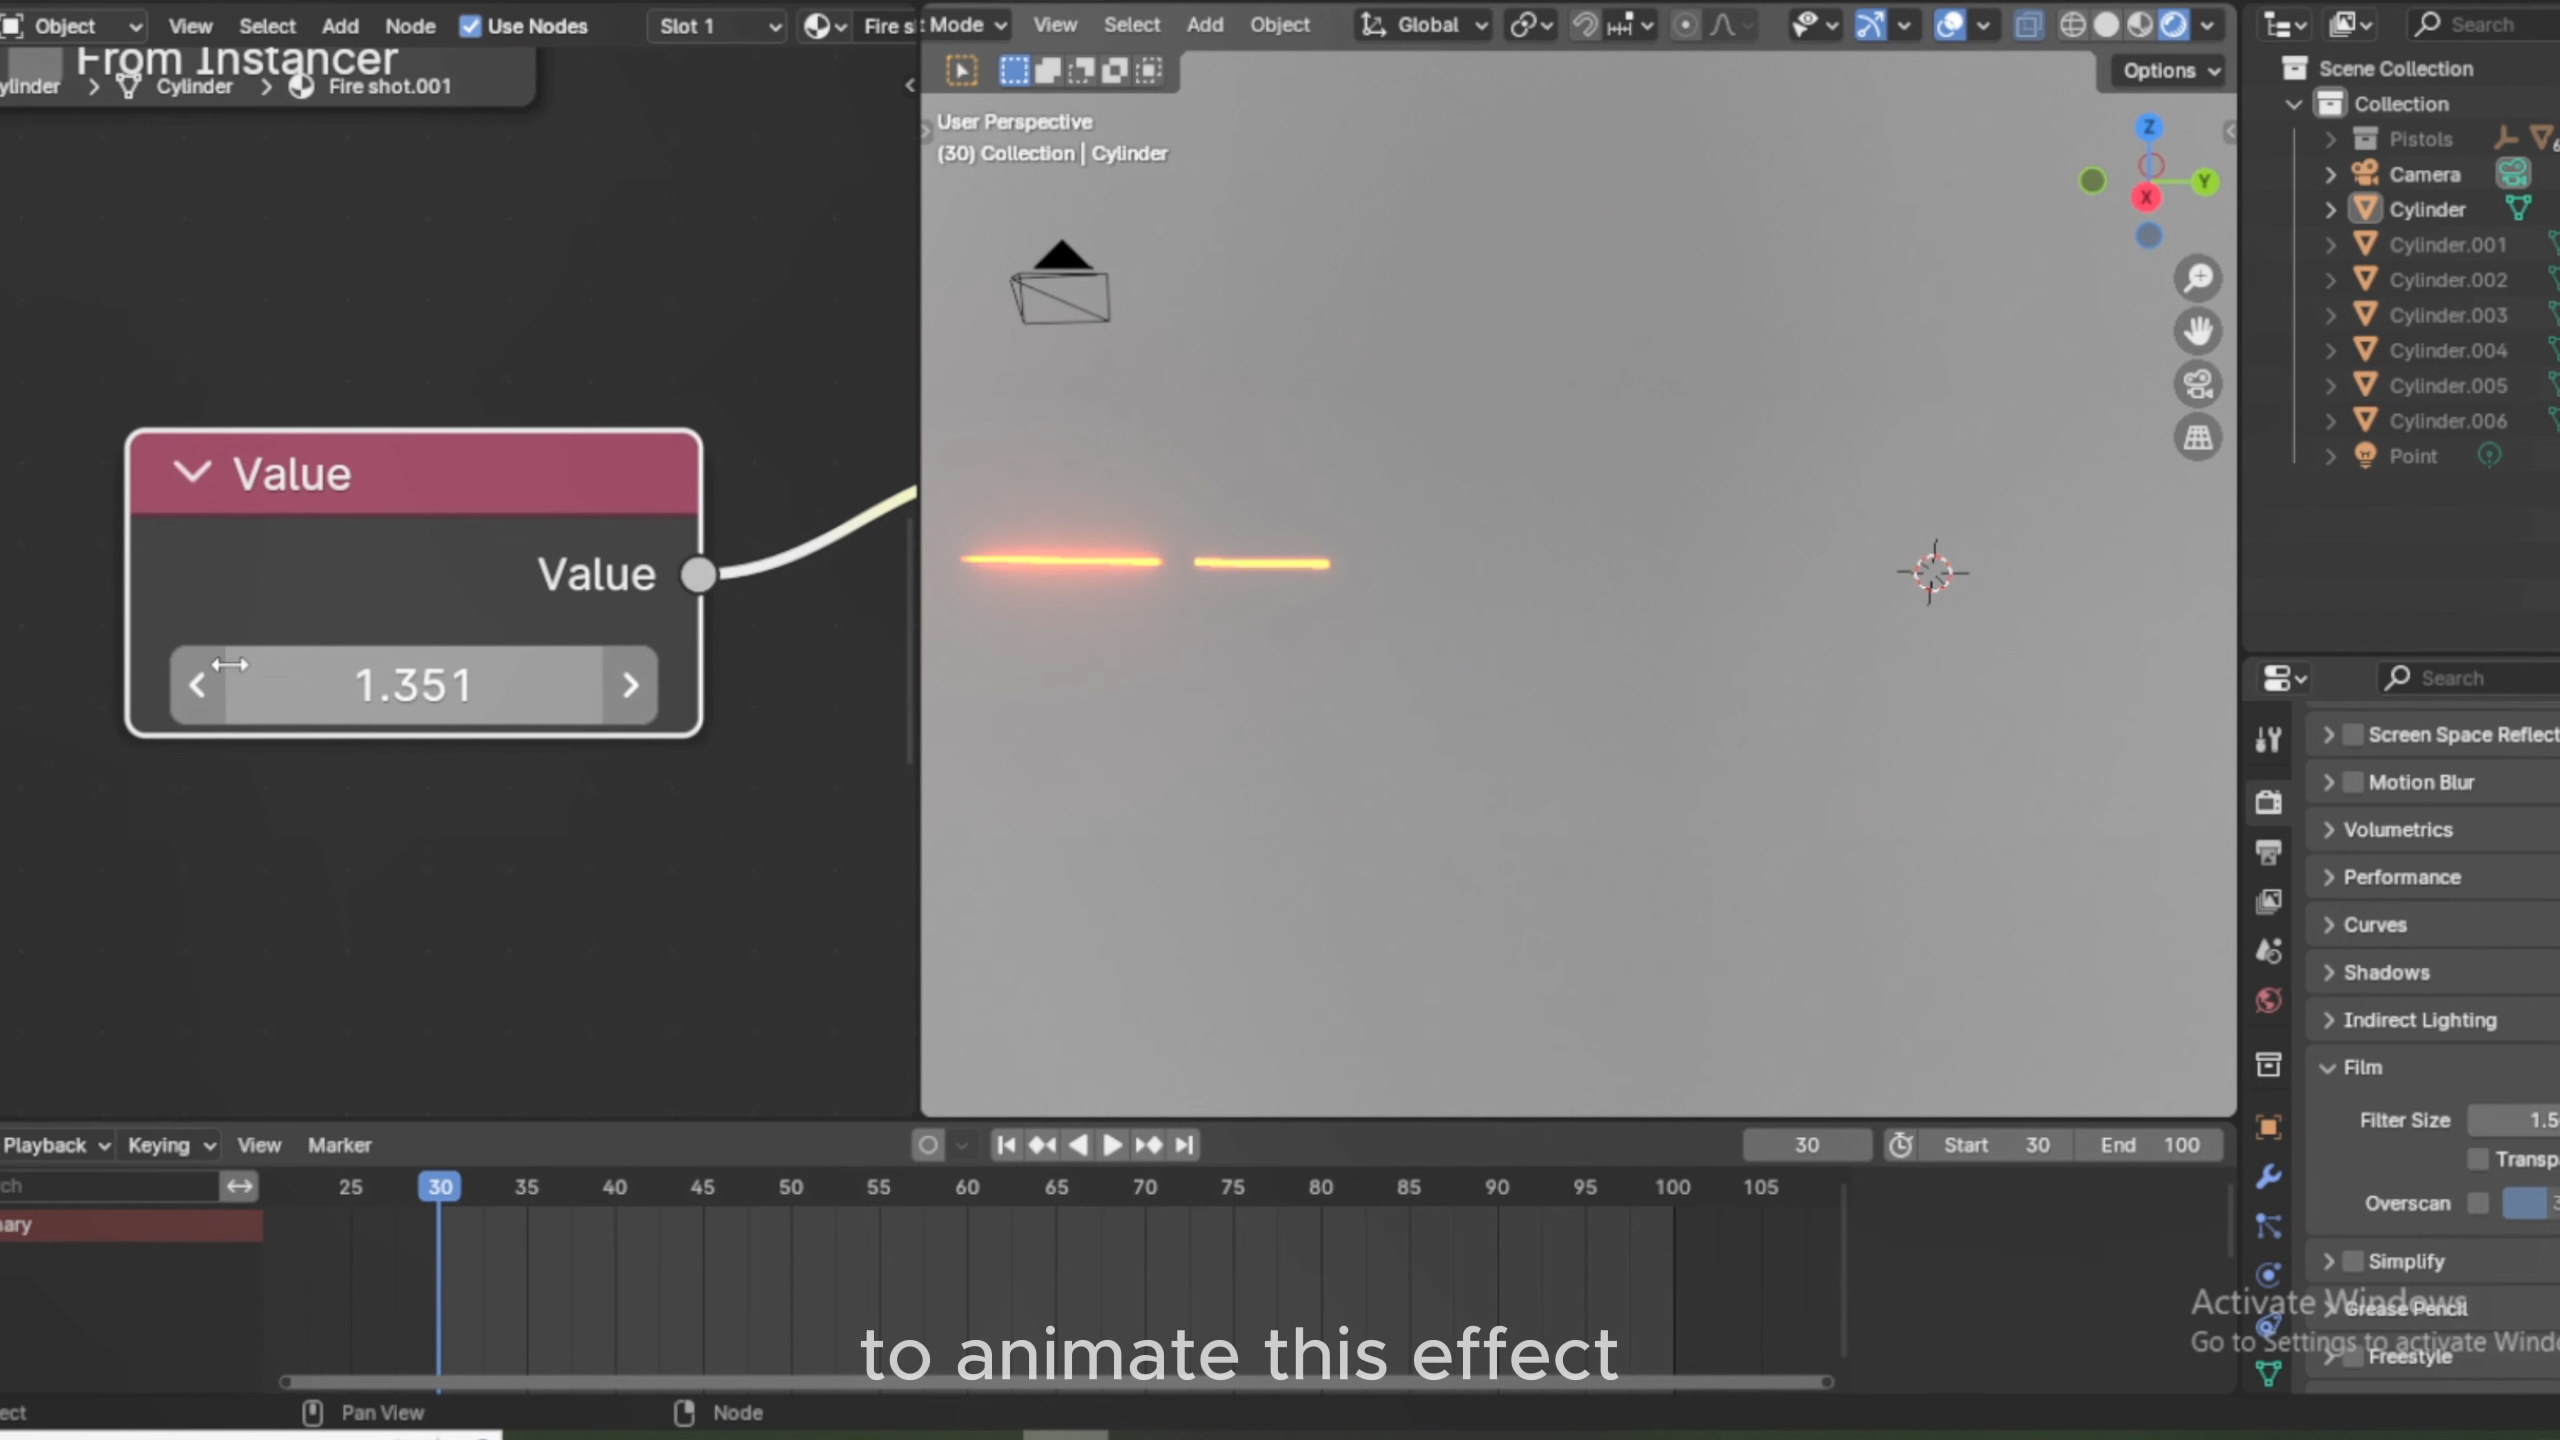 Object View Select Add Node Use Nodes Slot 1
From Instancer
Cylinder Fire shot.001
Value
Value
1.351
Mode View Select Add Object Global
Options
User Perspective
(30) Collection | Cylinder
Z
Y
X
Search
Scene Collection
Collection
Pistols
Camera
Cylinder
Cylinder.001
Cylinder.002
Cylinder.003
Cylinder.004
Cylinder.005
Cylinder.006
Point
Search
Screen Space Reflect
Motion Blur
Volumetrics
Performance
Curves
Shadows
Indirect Lighting
Film
Filter Size 1.5
Transp
Overscan
Simplify
Grease Pencil
Freestyle
Activate Windows
Go to Settings to activate Wind
Playback Keying View Marker
30 Start 30 End 100
25 30 35 40 45 50 55 60 65 70 75 80 85 90 95 100 105
to animate this effect
Pan View Node